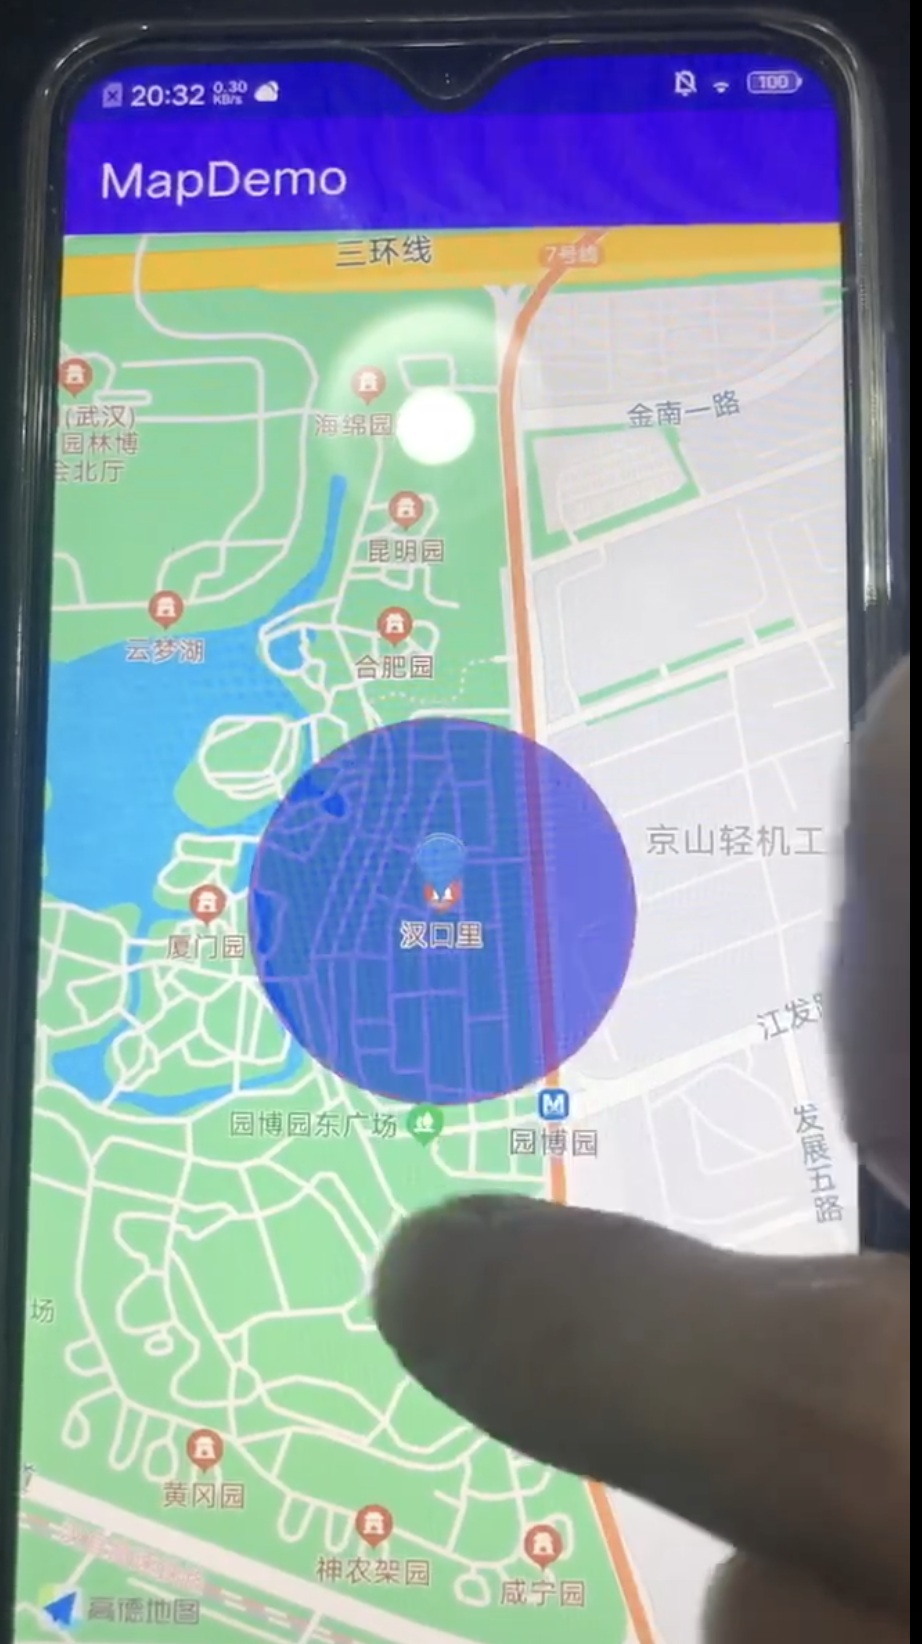 20:32
0.30
KB/s
100
MapDemo
三环线
7号线
金南一路
海绵园
(武汉)
园林博
会北厅
昆明园
云梦湖
合肥园
京山轻机工
汉口里
厦门园
江发路
园博园东广场
园博园
发展五路
场
黄冈园
神农架园
咸宁园
高德地图